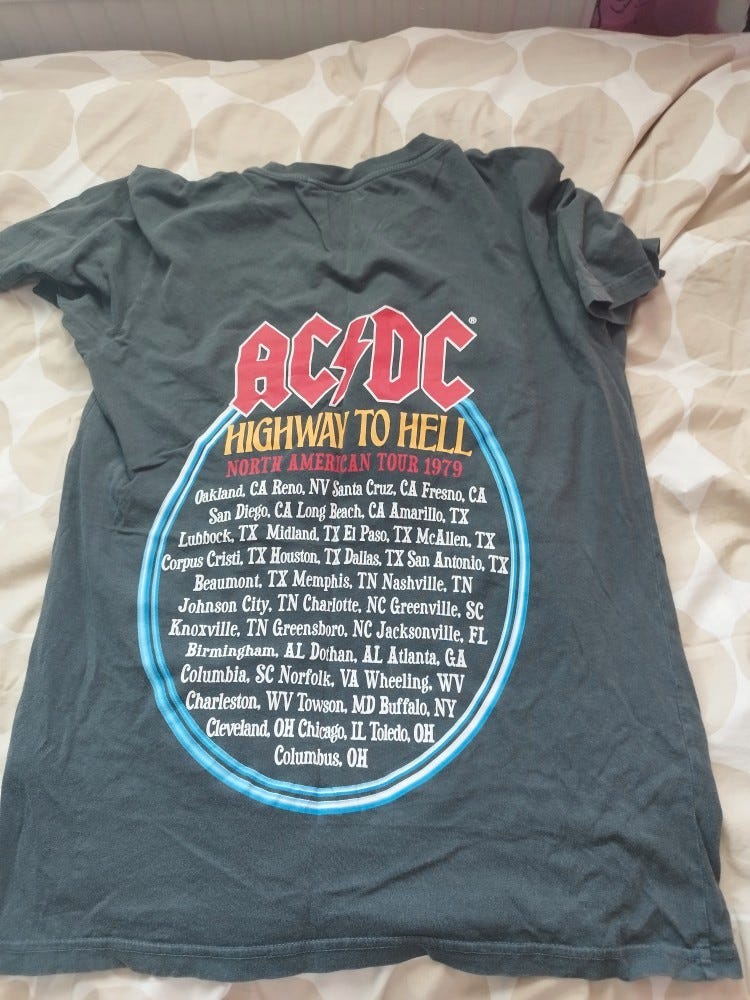 AC/DC®
HIGHWAY TO HELL
NORTH AMERICAN TOUR 1979
Oakland, CA Reno, NV Santa Cruz, CA Fresno, CA
San Diego, CA Long Beach, CA Amarillo, TX
Lubbock, TX Midland, TX El Paso, TX McAllen, TX
Corpus Cristi, TX Houston, TX Dallas, TX San Antonio, TX
Beaumont, TX Memphis, TN Nashville, TN
Johnson City, TN Charlotte, NC Greenville, SC
Knoxville, TN Greensboro, NC Jacksonville, FL
Birmingham, AL Dothan, AL Atlanta, GA
Columbia, SC Norfolk, VA Wheeling, WV
Charleston, WV Towson, MD Buffalo, NY
Cleveland, OH Chicago, IL Toledo, OH
Columbus, OH